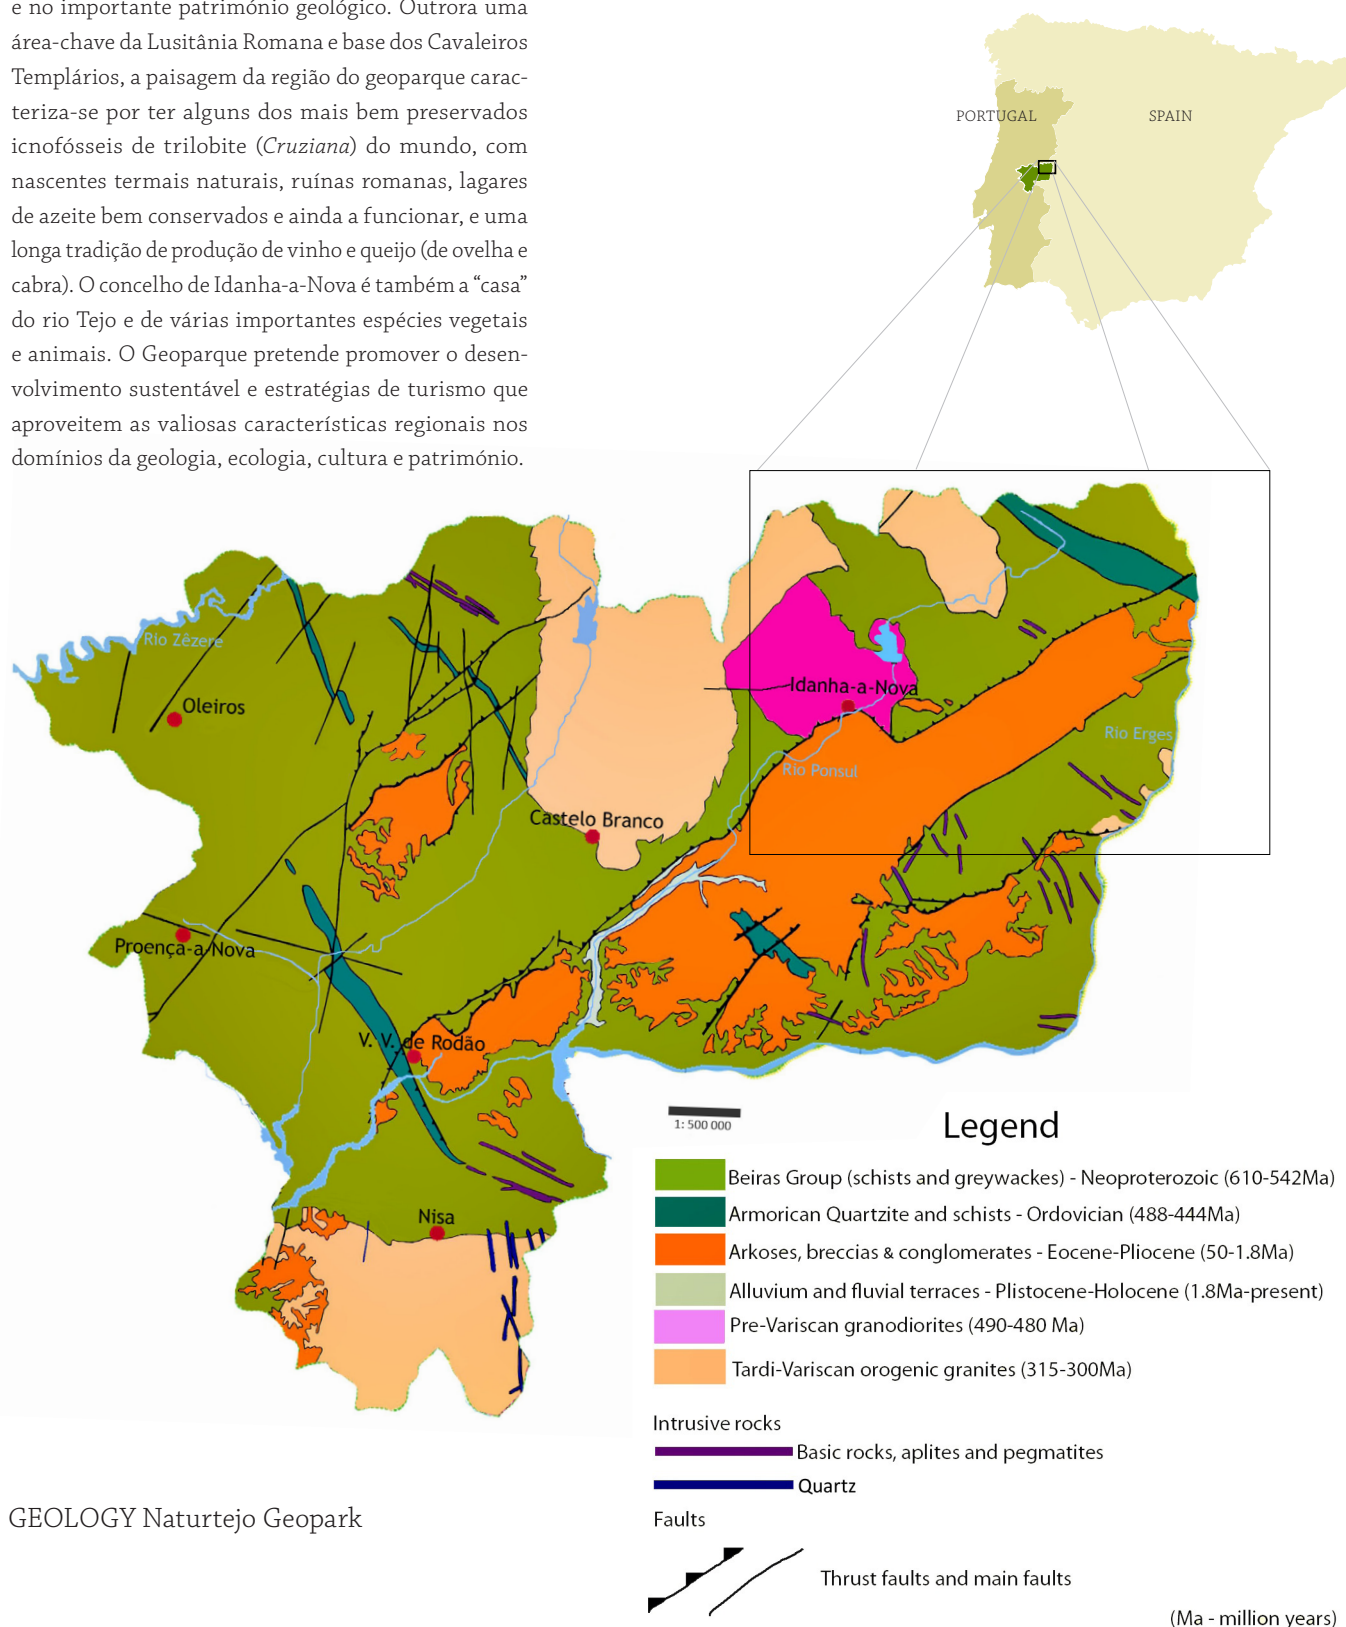 e no importante património geológico. Outrora uma
área-chave da Lusitânia Romana e base dos Cavaleiros
Templários, a paisagem da região do geoparque carac-
teriza-se por ter alguns dos mais bem preservados
icnofósseis de trilobite (Cruziana) do mundo, com
nascentes termais naturais, ruínas romanas, lagares
de azeite bem conservados e ainda a funcionar, e uma
longa tradição de produção de vinho e queijo (de ovelha e
cabra). O concelho de Idanha-a-Nova é também a “casa”
do rio Tejo e de várias importantes espécies vegetais
e animais. O Geoparque pretende promover o desen-
volvimento sustentável e estratégias de turismo que
aproveitem as valiosas características regionais nos
domínios da geologia, ecologia, cultura e património.
PORTUGAL
SPAIN
Rio Zêzere
Oleiros
Idanha-a-Nova
Rio Erges
Rio Ponsul
Castelo Branco
Proença-a-Nova
V. V. de Rodão
Nisa
1: 500 000
Legend
Beiras Group (schists and greywackes) - Neoproterozoic (610-542Ma)
Armorican Quartzite and schists - Ordovician (488-444Ma)
Arkoses, breccias & conglomerates - Eocene-Pliocene (50-1.8Ma)
Alluvium and fluvial terraces - Plistocene-Holocene (1.8Ma-present)
Pre-Variscan granodiorites (490-480 Ma)
Tardi-Variscan orogenic granites (315-300Ma)
Intrusive rocks
Basic rocks, aplites and pegmatites
Quartz
Faults
Thrust faults and main faults
(Ma - million years)
GEOLOGY Naturtejo Geopark